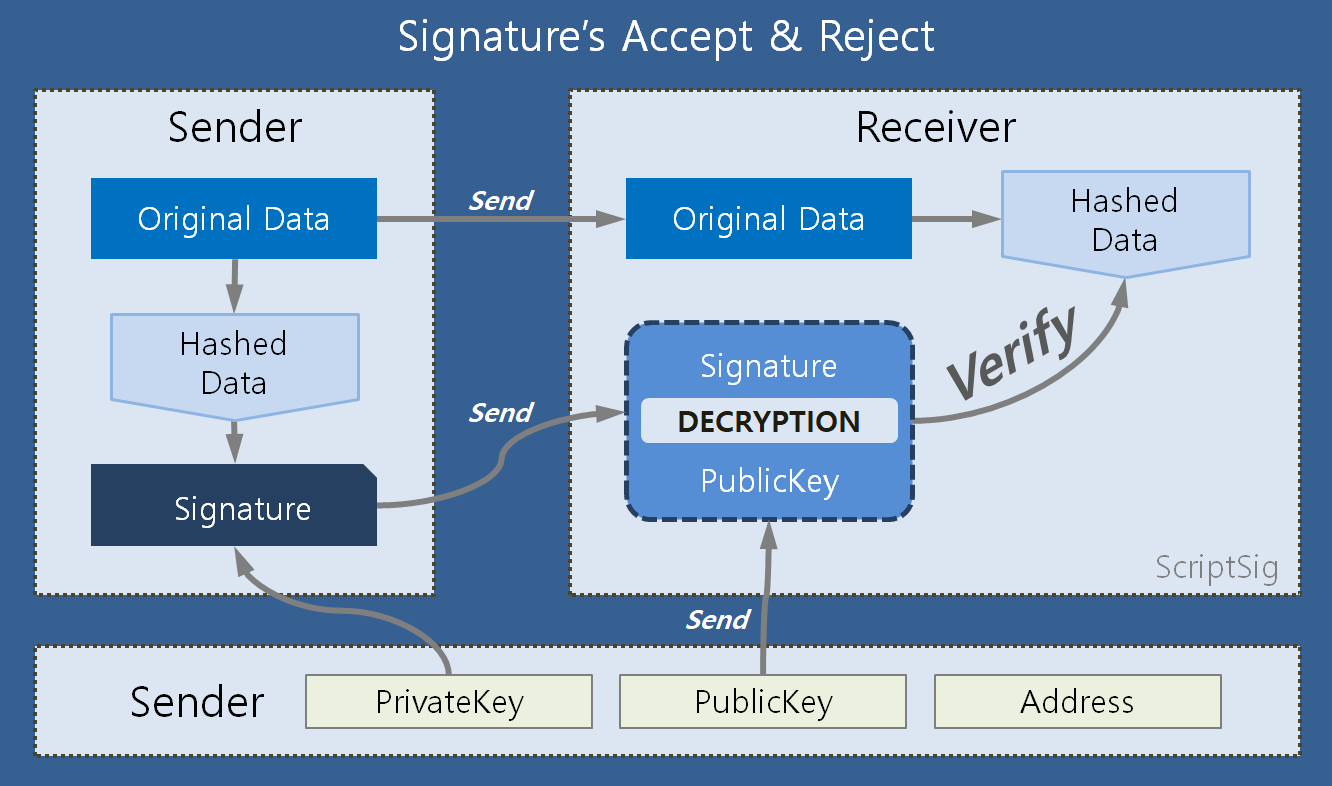 Signature's Accept & Reject
Sender
Original Data
Hashed
Data
Signature
Send
Send
Receiver
Original Data
Hashed
Data
Signature
DECRYPTION
PublicKey
Verify
ScriptSig
Send
Sender
PrivateKey
PublicKey
Address